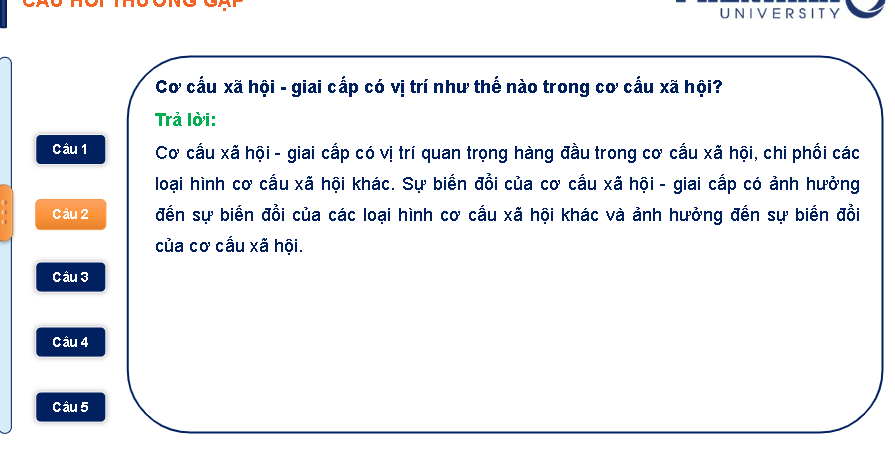 CÂU HỎI THƯỜNG GẶP
UNIVERSITY
Cơ cấu xã hội - giai cấp có vị trí như thế nào trong cơ cấu xã hội?
Trả lời:
Cơ cấu xã hội - giai cấp có vị trí quan trọng hàng đầu trong cơ cấu xã hội, chi phối các
loại hình cơ cấu xã hội khác. Sự biến đổi của cơ cấu xã hội - giai cấp có ảnh hưởng
đến sự biến đổi của các loại hình cơ cấu xã hội khác và ảnh hưởng đến sự biến đổi
của cơ cấu xã hội.
Câu 1
Câu 2
Câu 3
Câu 4
Câu 5